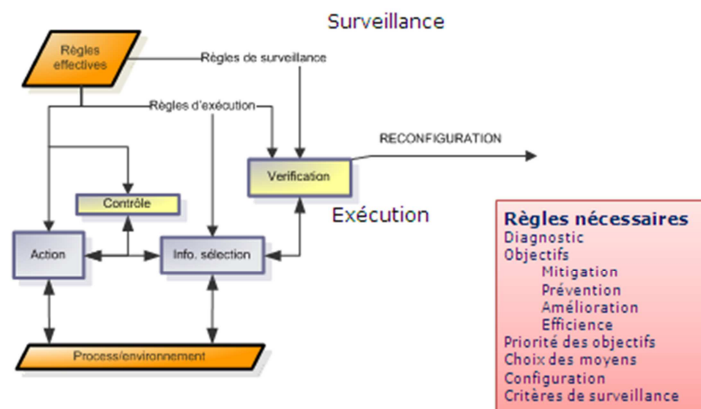 Surveillance
Règles
effectives
Règles de surveillance
Règles d'exécution
RECONFIGURATION
Verification
Contrôle
Exécution
Action
Info. sélection
Process/environnement
Règles nécessaires
Diagnostic
Objectifs
Mitigation
Prévention
Amélioration
Efficience
Priorité des objectifs
Choix des moyens
Configuration
Critères de surveillance